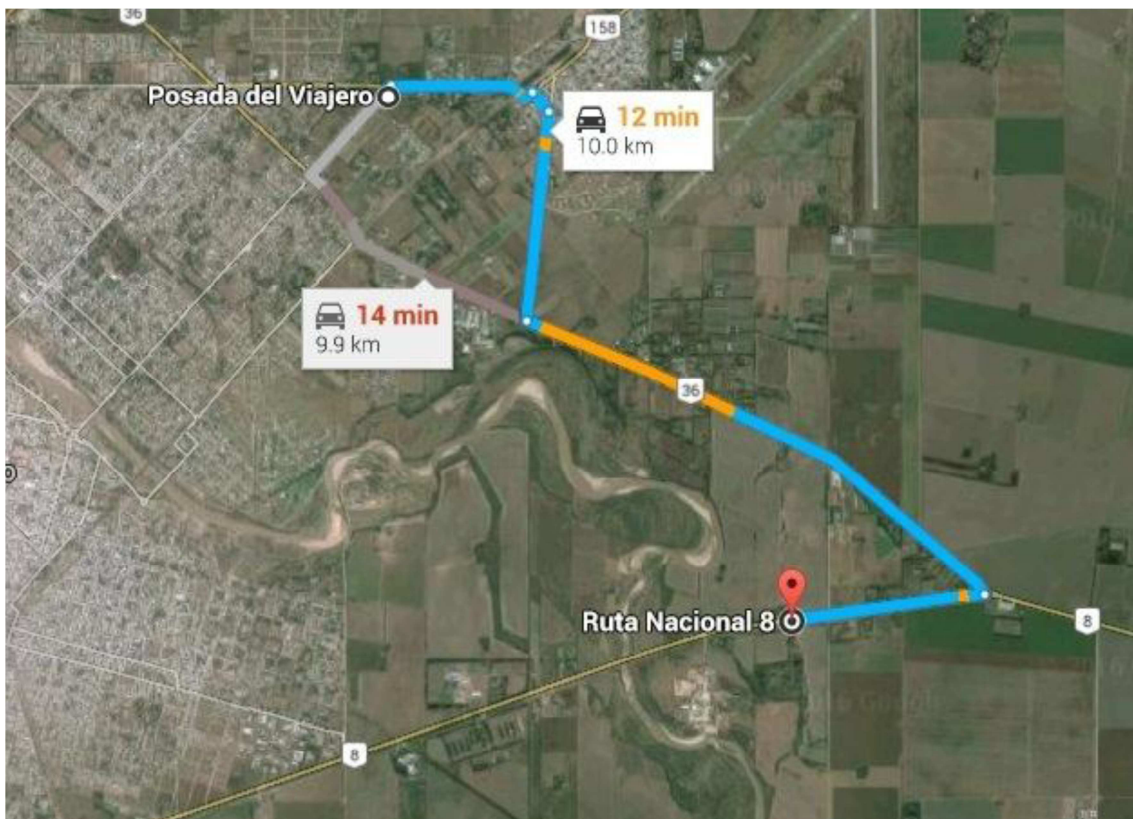 36
158
Posada del Viajero
12 min
10.0 km
14 min
9.9 km
36
Ruta Nacional 8
8
8